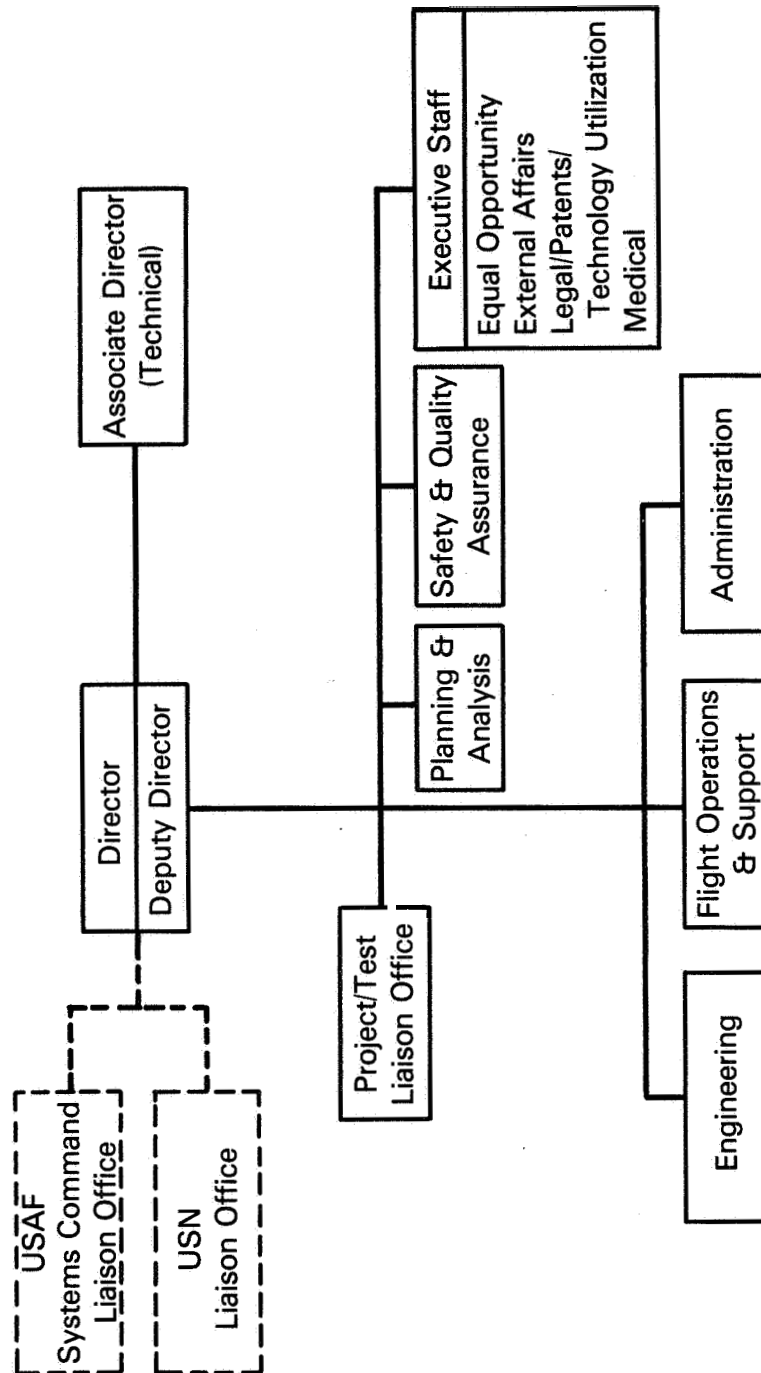 USAF
Systems Command
Liaison Office
USN
Liaison Office
Director
Deputy Director
Associate Director
(Technical)
Project/Test
Liaison Office
Planning &
Analysis
Safety & Quality
Assurance
Executive Staff
Equal Opportunity
External Affairs
Legal/Patents/
Technology Utilization
Medical
Engineering
Flight Operations
& Support
Administration